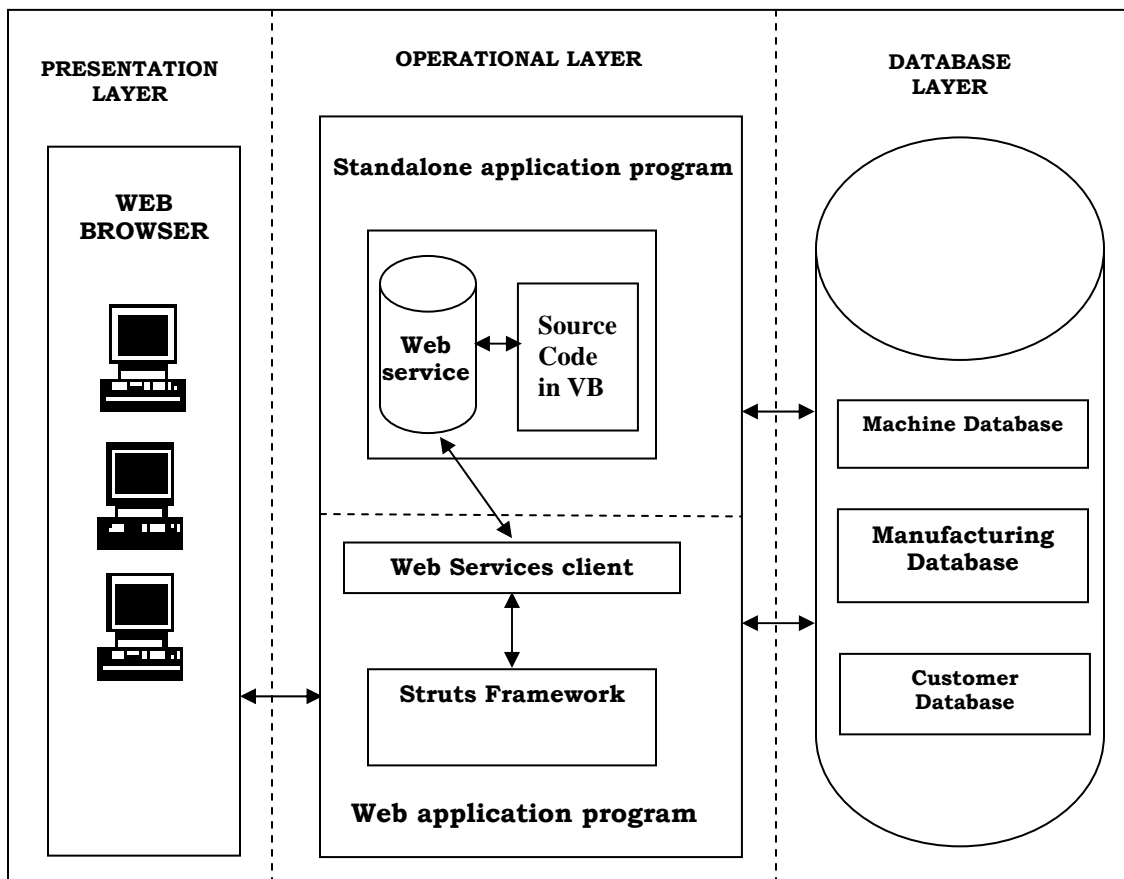 PRESENTATION
LAYER
WEB
BROWSER
OPERATIONAL LAYER
Standalone application program
Web
service
Source
Code
in VB
Web Services client
Struts Framework
Web application program
DATABASE
LAYER
Machine Database
Manufacturing
Database
Customer
Database